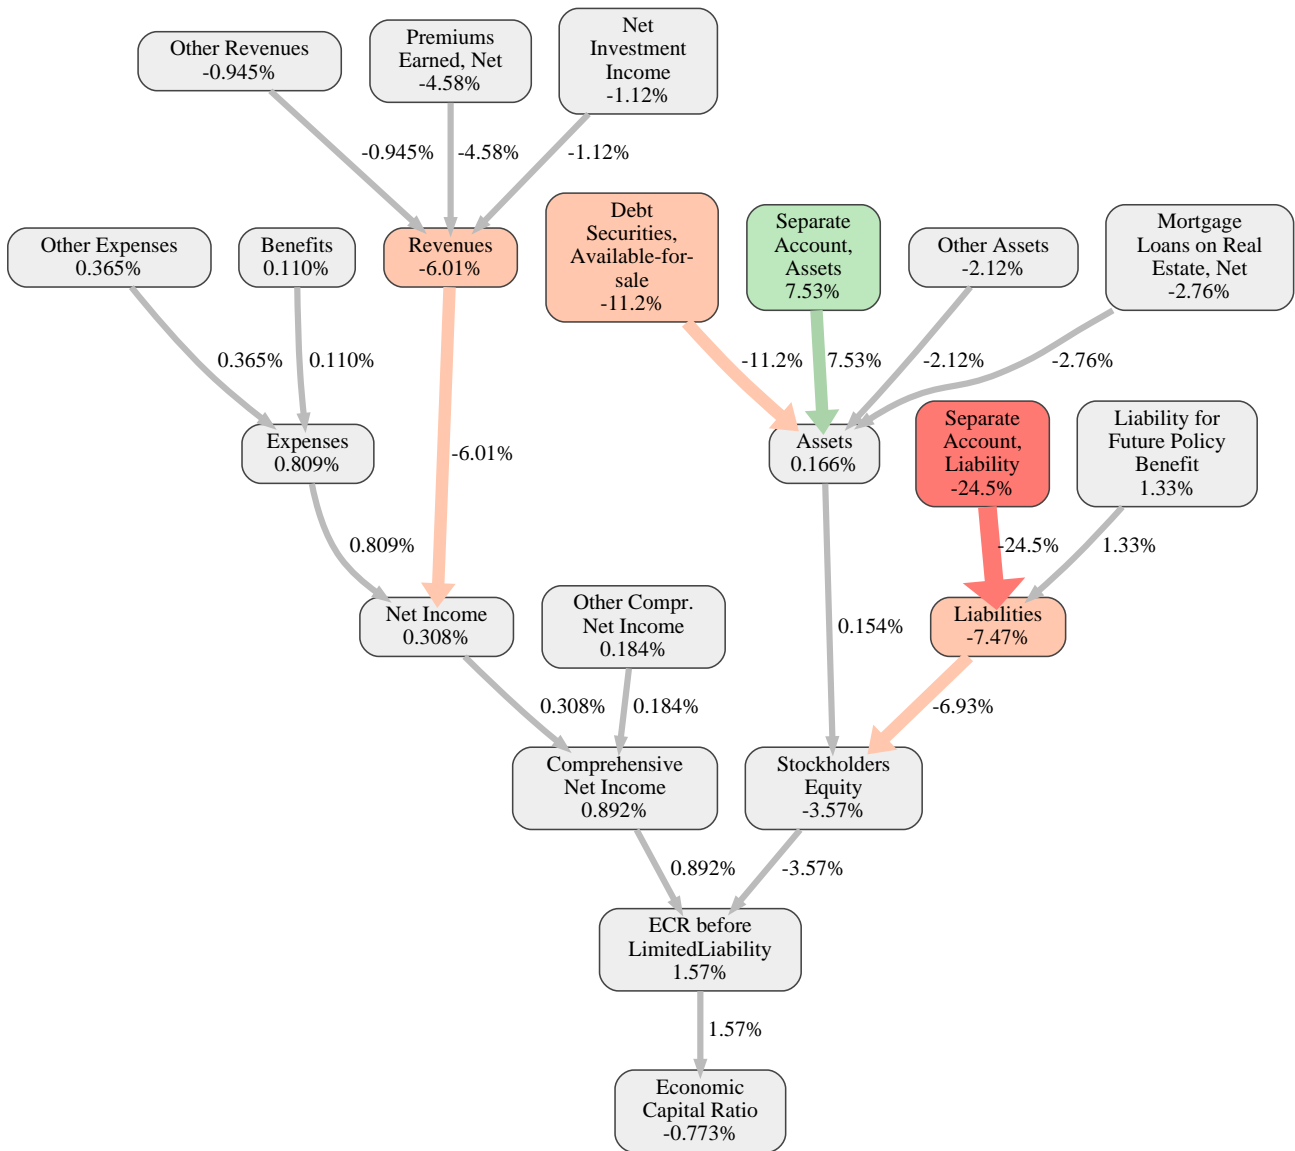 Other Revenues
-0.945%
Premiums
Earned, Net
-4.58%
Net
Investment
Income
-1.12%
-0.945%
-4.58%
-1.12%
Other Expenses
0.365%
Benefits
0.110%
Revenues
-6.01%
Debt
Securities,
Available-for-
sale
-11.2%
Separate
Account,
Assets
7.53%
Other Assets
-2.12%
Mortgage
Loans on Real
Estate, Net
-2.76%
0.365%
0.110%
-11.2%
7.53%
-2.12%
-2.76%
Expenses
0.809%
-6.01%
Assets
0.166%
Separate
Account,
Liability
-24.5%
Liability for
Future Policy
Benefit
1.33%
0.809%
-24.5%
1.33%
Net Income
0.308%
Other Compr.
Net Income
0.184%
0.154%
Liabilities
-7.47%
0.308%
0.184%
-6.93%
Comprehensive
Net Income
0.892%
Stockholders
Equity
-3.57%
0.892%
-3.57%
ECR before
LimitedLiability
1.57%
1.57%
Economic
Capital Ratio
-0.773%